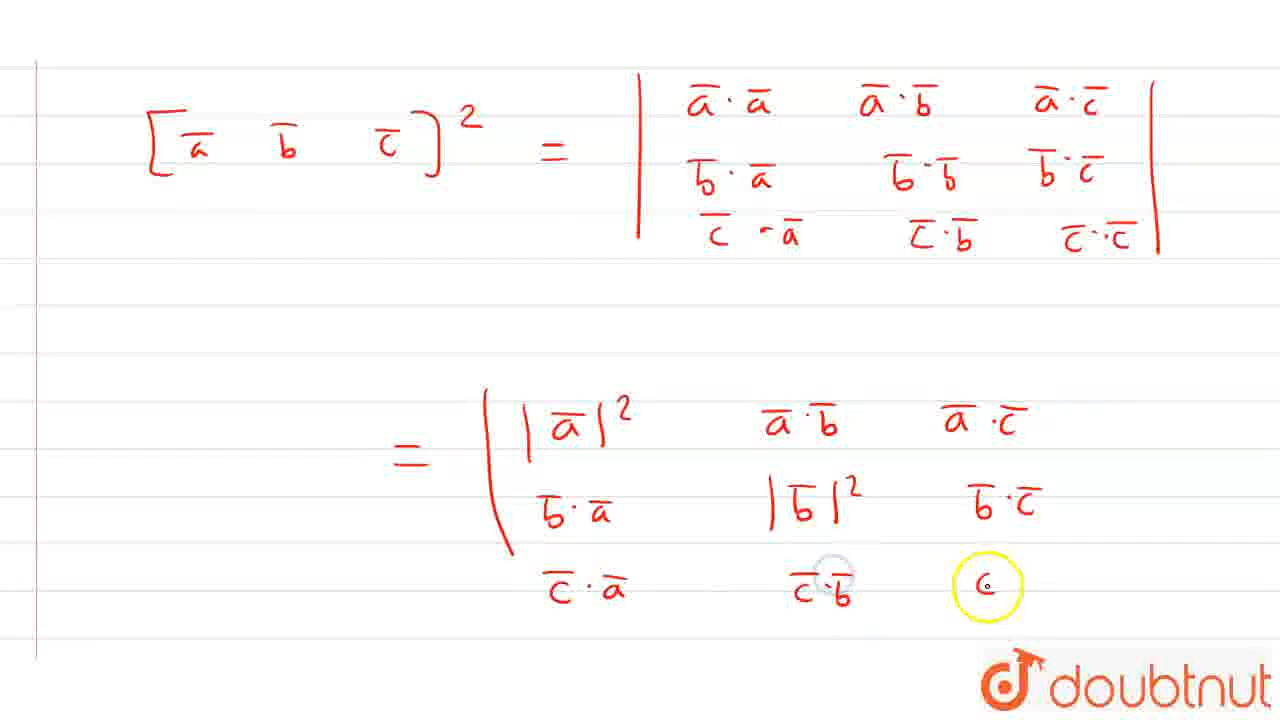 [a̅ b̅ c̅]² = | a̅·a̅ a̅·b̅ a̅·c̅ |
b̅·a̅ b̅·b̅ b̅·c̅
c̅·a̅ c̅·b̅ c̅·c̅
= | |a̅|² a̅·b̅ a̅·c̅
b̅·a̅ |b̅|² b̅·c̅
c̅·a̅ c̅·b̅ c
doubtnut